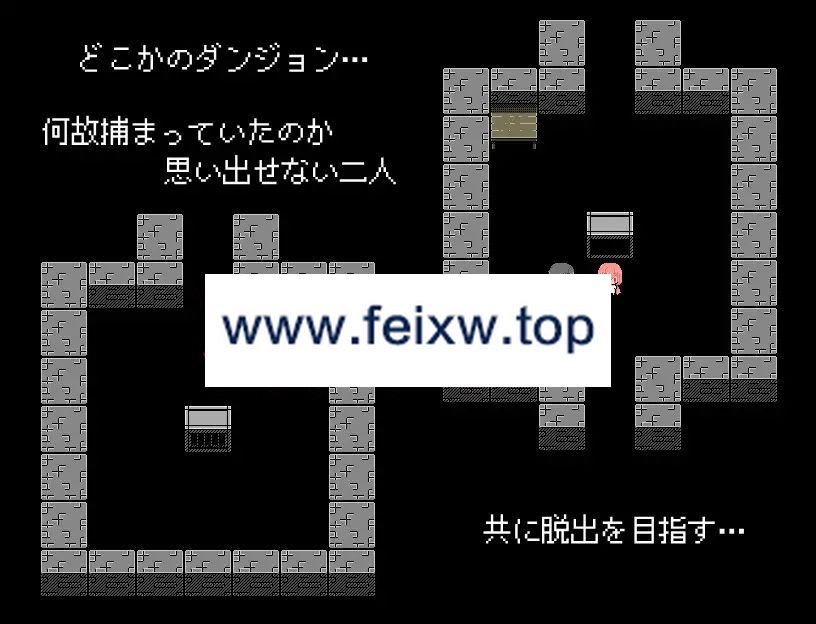 どこかのダンジョン…
何故捕まっていたのか
思い出せない二人
www.feixw.top
共に脱出を目指す…